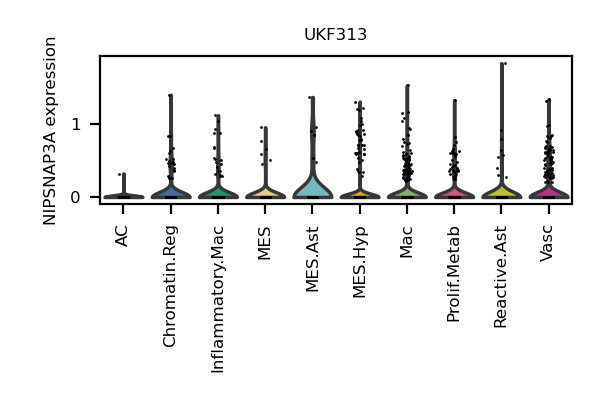 UKF313
NIPSNAP3A expression
1
0
AC
Chromatin.Reg
Inflammatory.Mac
MES
MES.Ast
MES.Hyp
Mac
Prolif.Metab
Reactive.Ast
Vasc